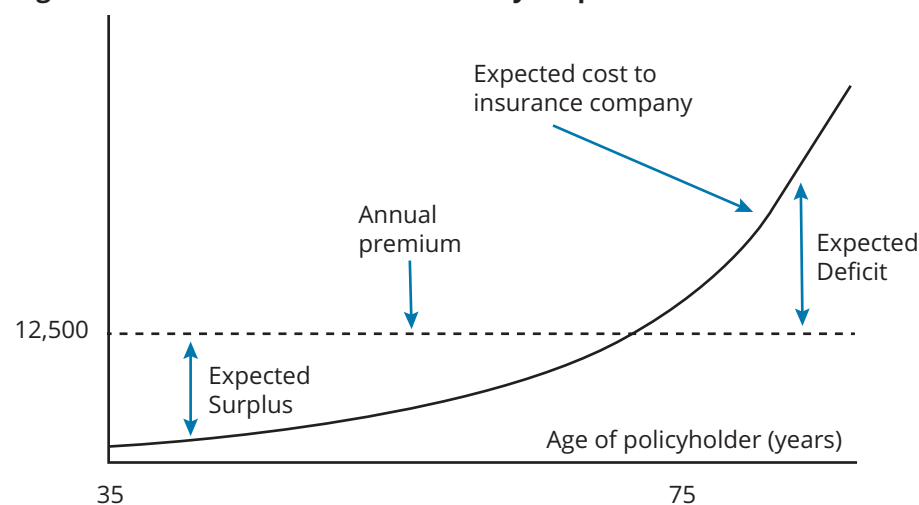 Expected cost to
insurance company
Annual
premium
Expected
Deficit
12,500
Expected
Surplus
Age of policyholder (years)
35
75